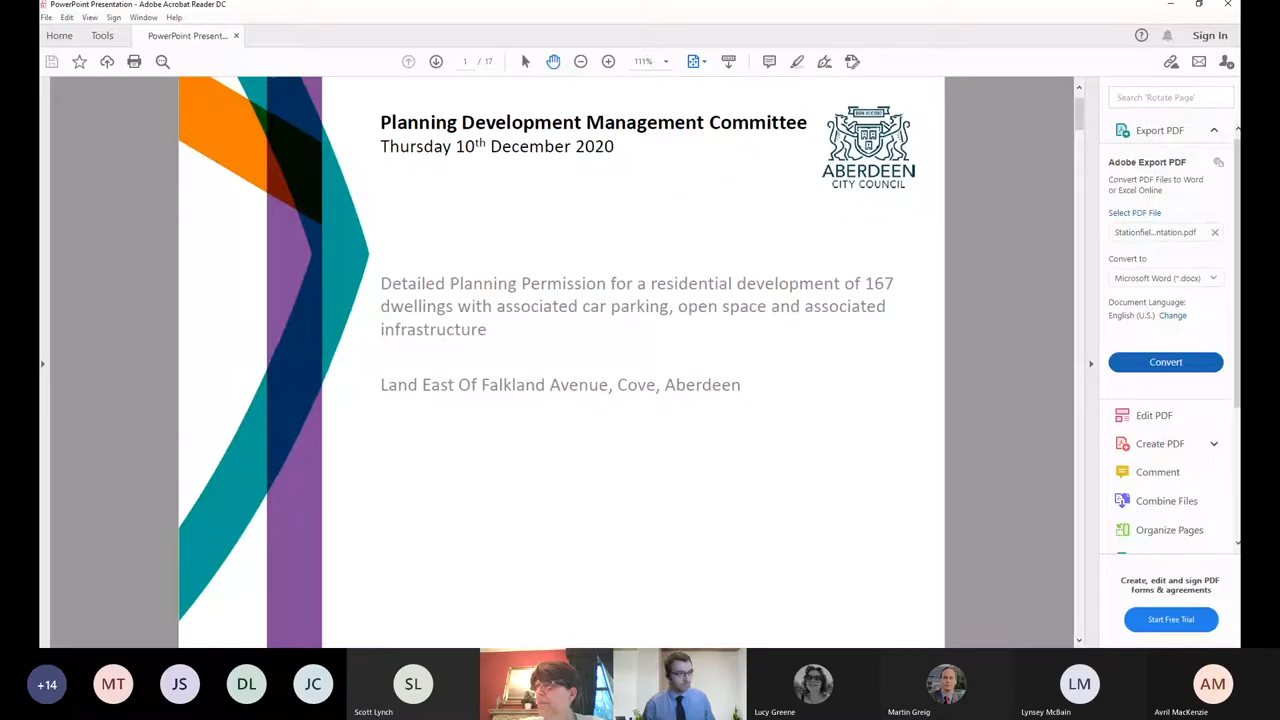 PowerPoint Presentation - Adobe Acrobat Reader DC
File Edit View Sign Window Help
Home Tools PowerPoint Present... × Sign In
1 / 17 111%
Planning Development Management Committee
Thursday 10th December 2020
BON ACCORD
ABERDEEN
CITY COUNCIL
Detailed Planning Permission for a residential development of 167
dwellings with associated car parking, open space and associated
infrastructure
Land East Of Falkland Avenue, Cove, Aberdeen
Search 'Rotate Page'
Export PDF
Adobe Export PDF
Convert PDF Files to Word
or Excel Online
Select PDF File
Stationfiel...ntation.pdf ×
Convert to
Microsoft Word (*.docx)
Document Language:
English (U.S.) Change
Convert
Edit PDF
Create PDF
Comment
Combine Files
Organize Pages
Create, edit and sign PDF
forms & agreements
Start Free Trial
+14 MT JS DL JC SL LM AM
Scott Lynch Lucy Greene Martin Greig Lynsey McBain Avril MacKenzie